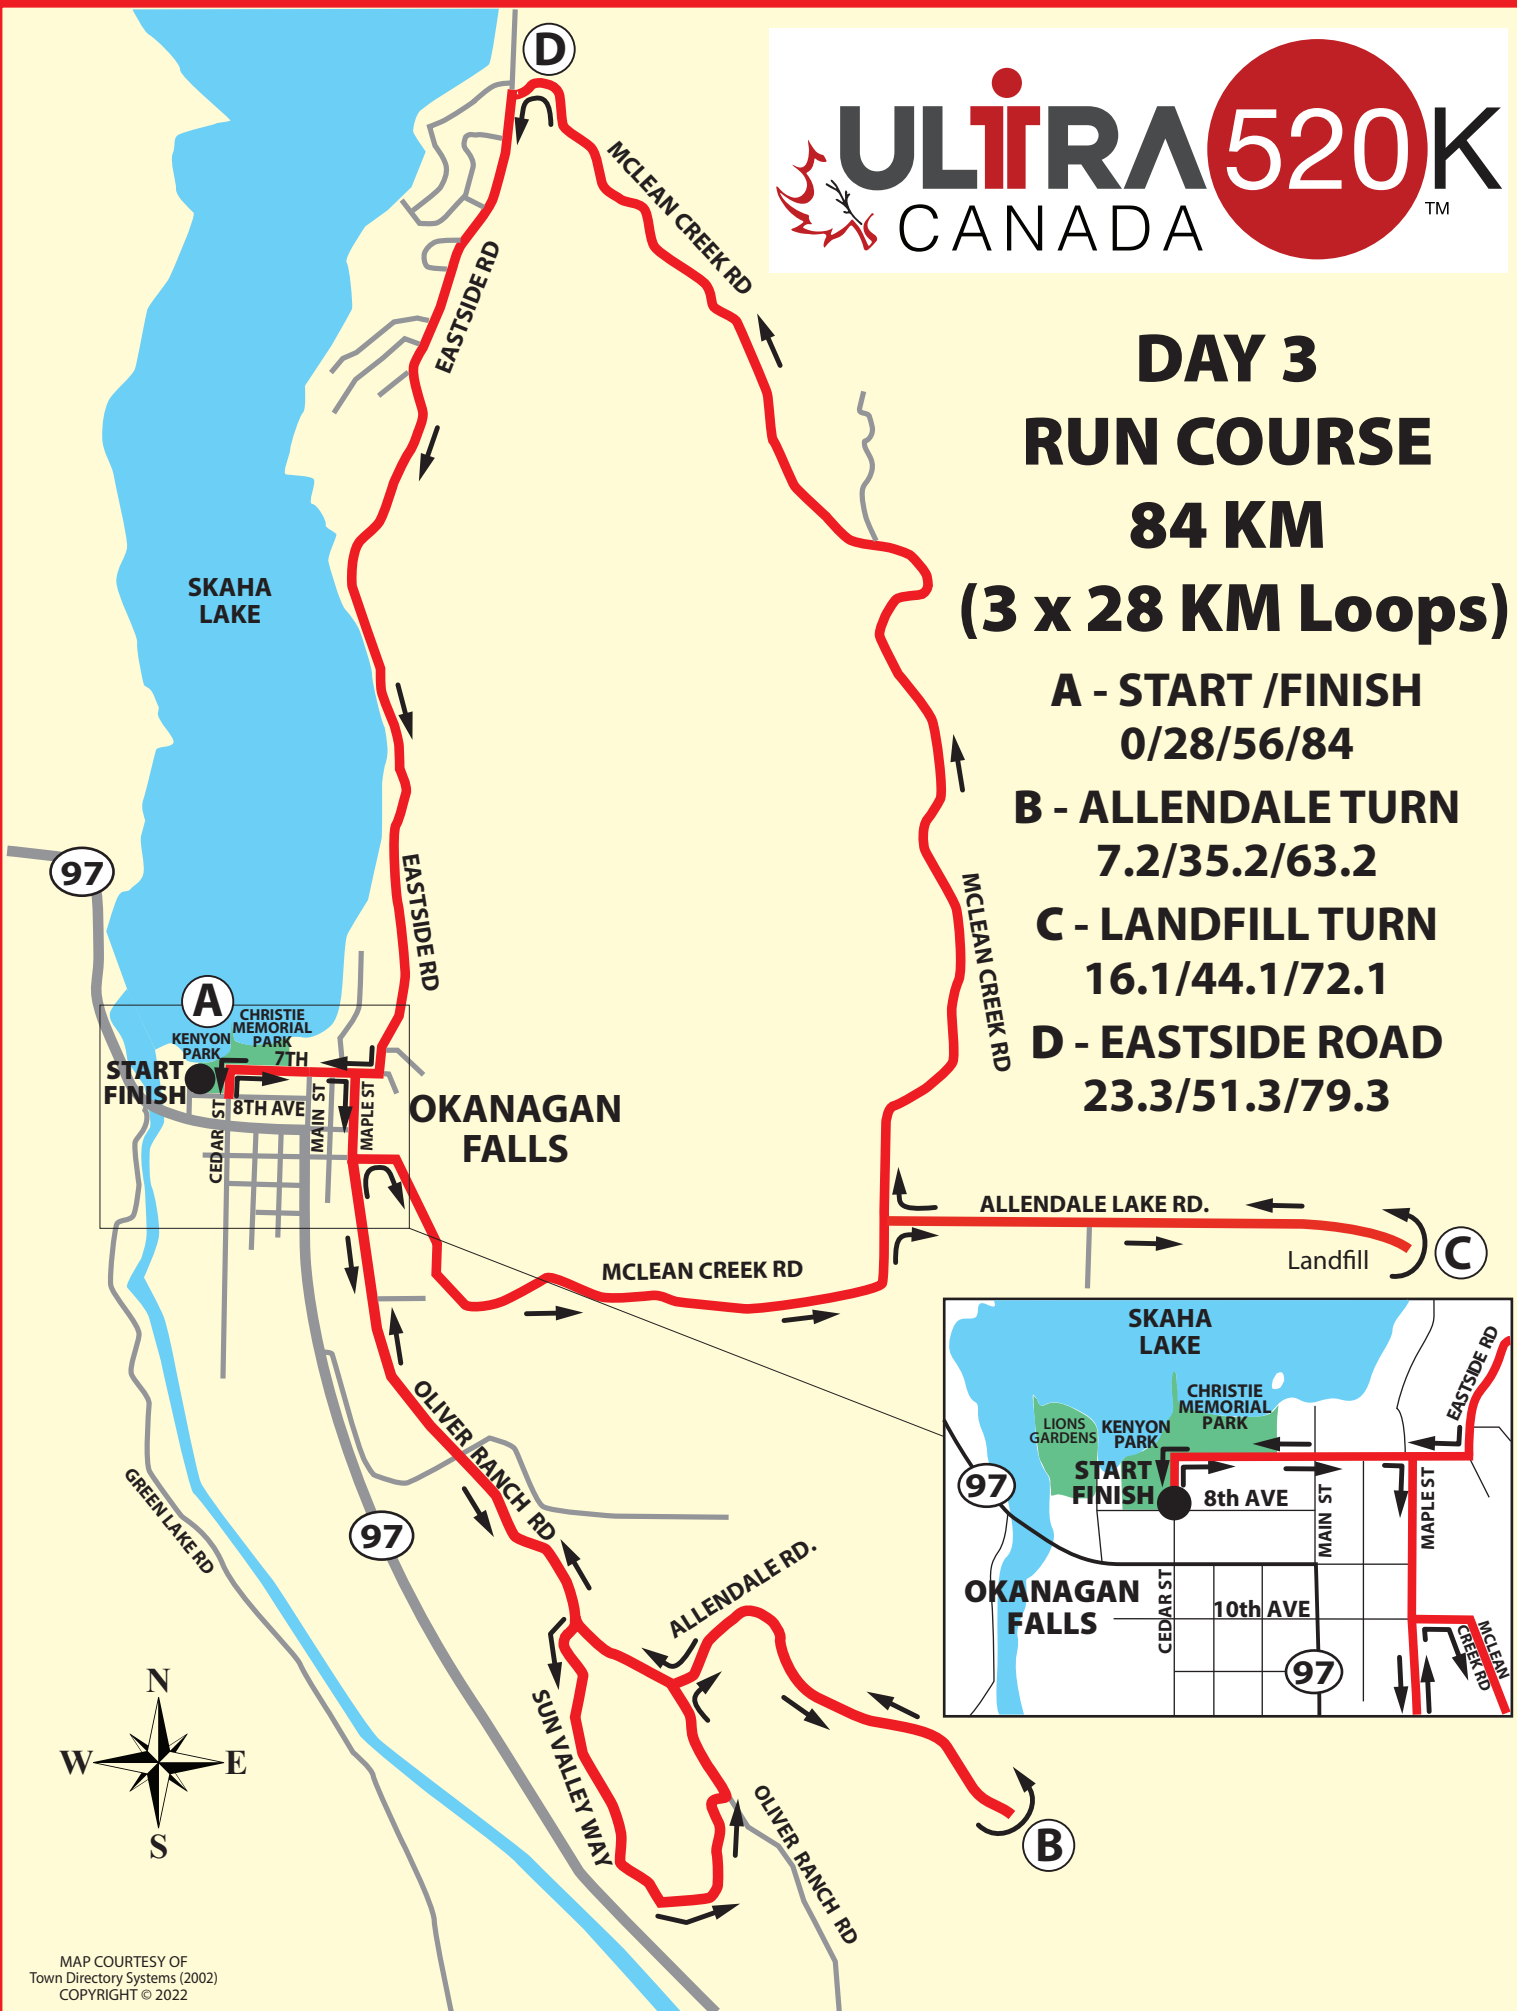 D
ULTRA 520K
CANADA
TM
MCLEAN CREEK RD
EASTSIDE RD
DAY 3
RUN COURSE
84 KM
(3 x 28 KM Loops)
A - START /FINISH
0/28/56/84
B - ALLENDALE TURN
7.2/35.2/63.2
C - LANDFILL TURN
16.1/44.1/72.1
D - EASTSIDE ROAD
23.3/51.3/79.3
SKAHA
LAKE
97
EASTSIDE RD
MCLEAN CREEK RD
A
CHRISTIE
MEMORIAL
PARK
KENYON
PARK
7TH
START
FINISH
8TH AVE
CEDAR ST
MAIN ST
MAPLE ST
OKANAGAN
FALLS
ALLENDALE LAKE RD.
Landfill
C
MCLEAN CREEK RD
OLIVER RANCH RD
GREEN LAKE RD
97
ALLENDALE RD.
SUN VALLEY WAY
OLIVER RANCH RD
B
SKAHA
LAKE
EASTSIDE RD
CHRISTIE
MEMORIAL
PARK
LIONS
GARDENS
KENYON
PARK
START
FINISH
97
8th AVE
MAIN ST
MAPLE ST
OKANAGAN
FALLS
CEDAR ST
10th AVE
MCLEAN
CREEK RD
97
N
W
E
S
MAP COURTESY OF
Town Directory Systems (2002)
COPYRIGHT © 2022